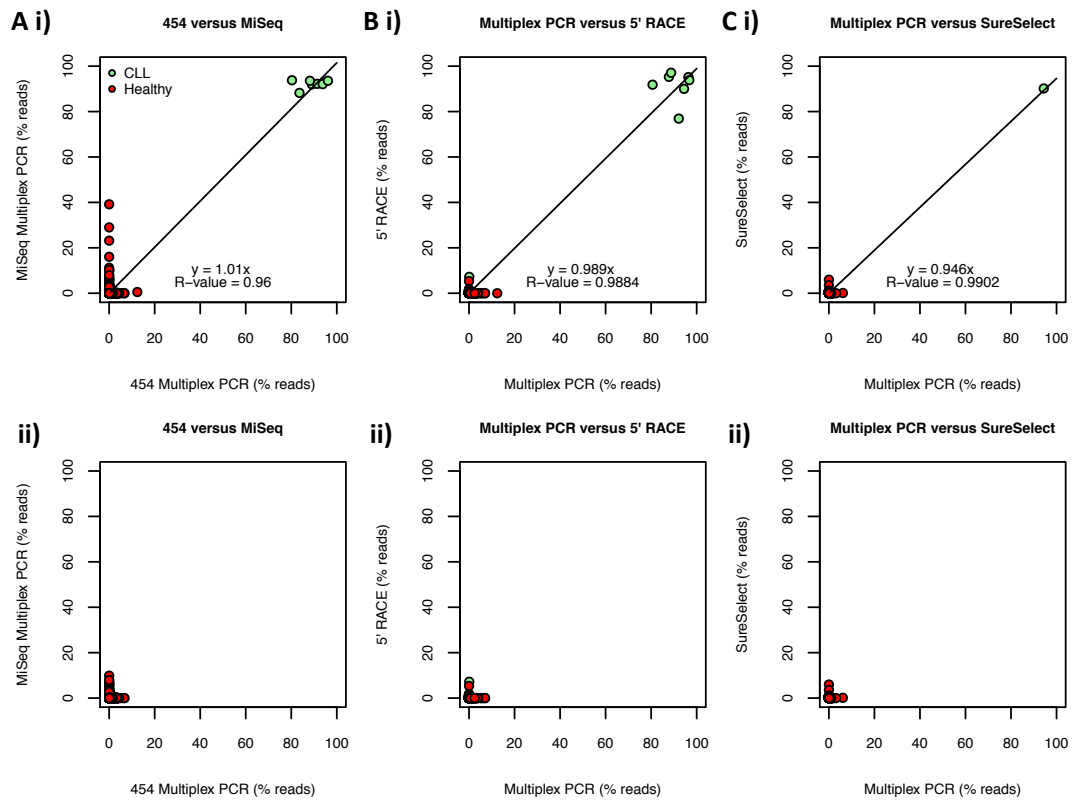 A i)
454 versus MiSeq
MiSeq Multiplex PCR (% reads)
100
80
60
40
20
0
CLL
Healthy
y = 1.01x
R−value = 0.96
0 20 40 60 80 100
454 Multiplex PCR (% reads)
B i)
Multiplex PCR versus 5' RACE
5' RACE (% reads)
100
80
60
40
20
0
y = 0.989x
R−value = 0.9884
0 20 40 60 80 100
Multiplex PCR (% reads)
C i)
Multiplex PCR versus SureSelect
SureSelect (% reads)
100
80
60
40
20
0
y = 0.946x
R−value = 0.9902
0 20 40 60 80 100
Multiplex PCR (% reads)
ii)
454 versus MiSeq
MiSeq Multiplex PCR (% reads)
100
80
60
40
20
0
0 20 40 60 80 100
454 Multiplex PCR (% reads)
ii)
Multiplex PCR versus 5' RACE
5' RACE (% reads)
100
80
60
40
20
0
0 20 40 60 80 100
Multiplex PCR (% reads)
ii)
Multiplex PCR versus SureSelect
SureSelect (% reads)
100
80
60
40
20
0
0 20 40 60 80 100
Multiplex PCR (% reads)